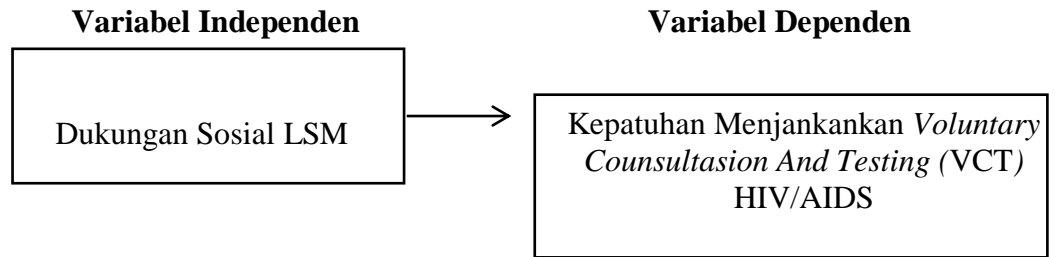 Variabel Independen
Variabel Dependen
Dukungan Sosial LSM
Kepatuhan Menjankankan Voluntary
Counsultasion And Testing (VCT)
HIV/AIDS